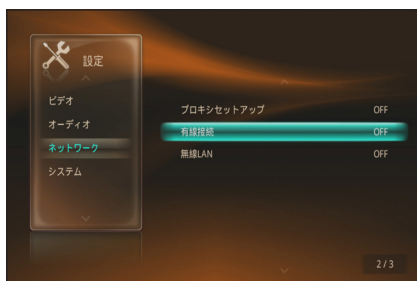 設定
ビデオ
オーディオ
ネットワーク
システム
プロキシセットアップ OFF
有線接続 OFF
無線LAN OFF
2/3